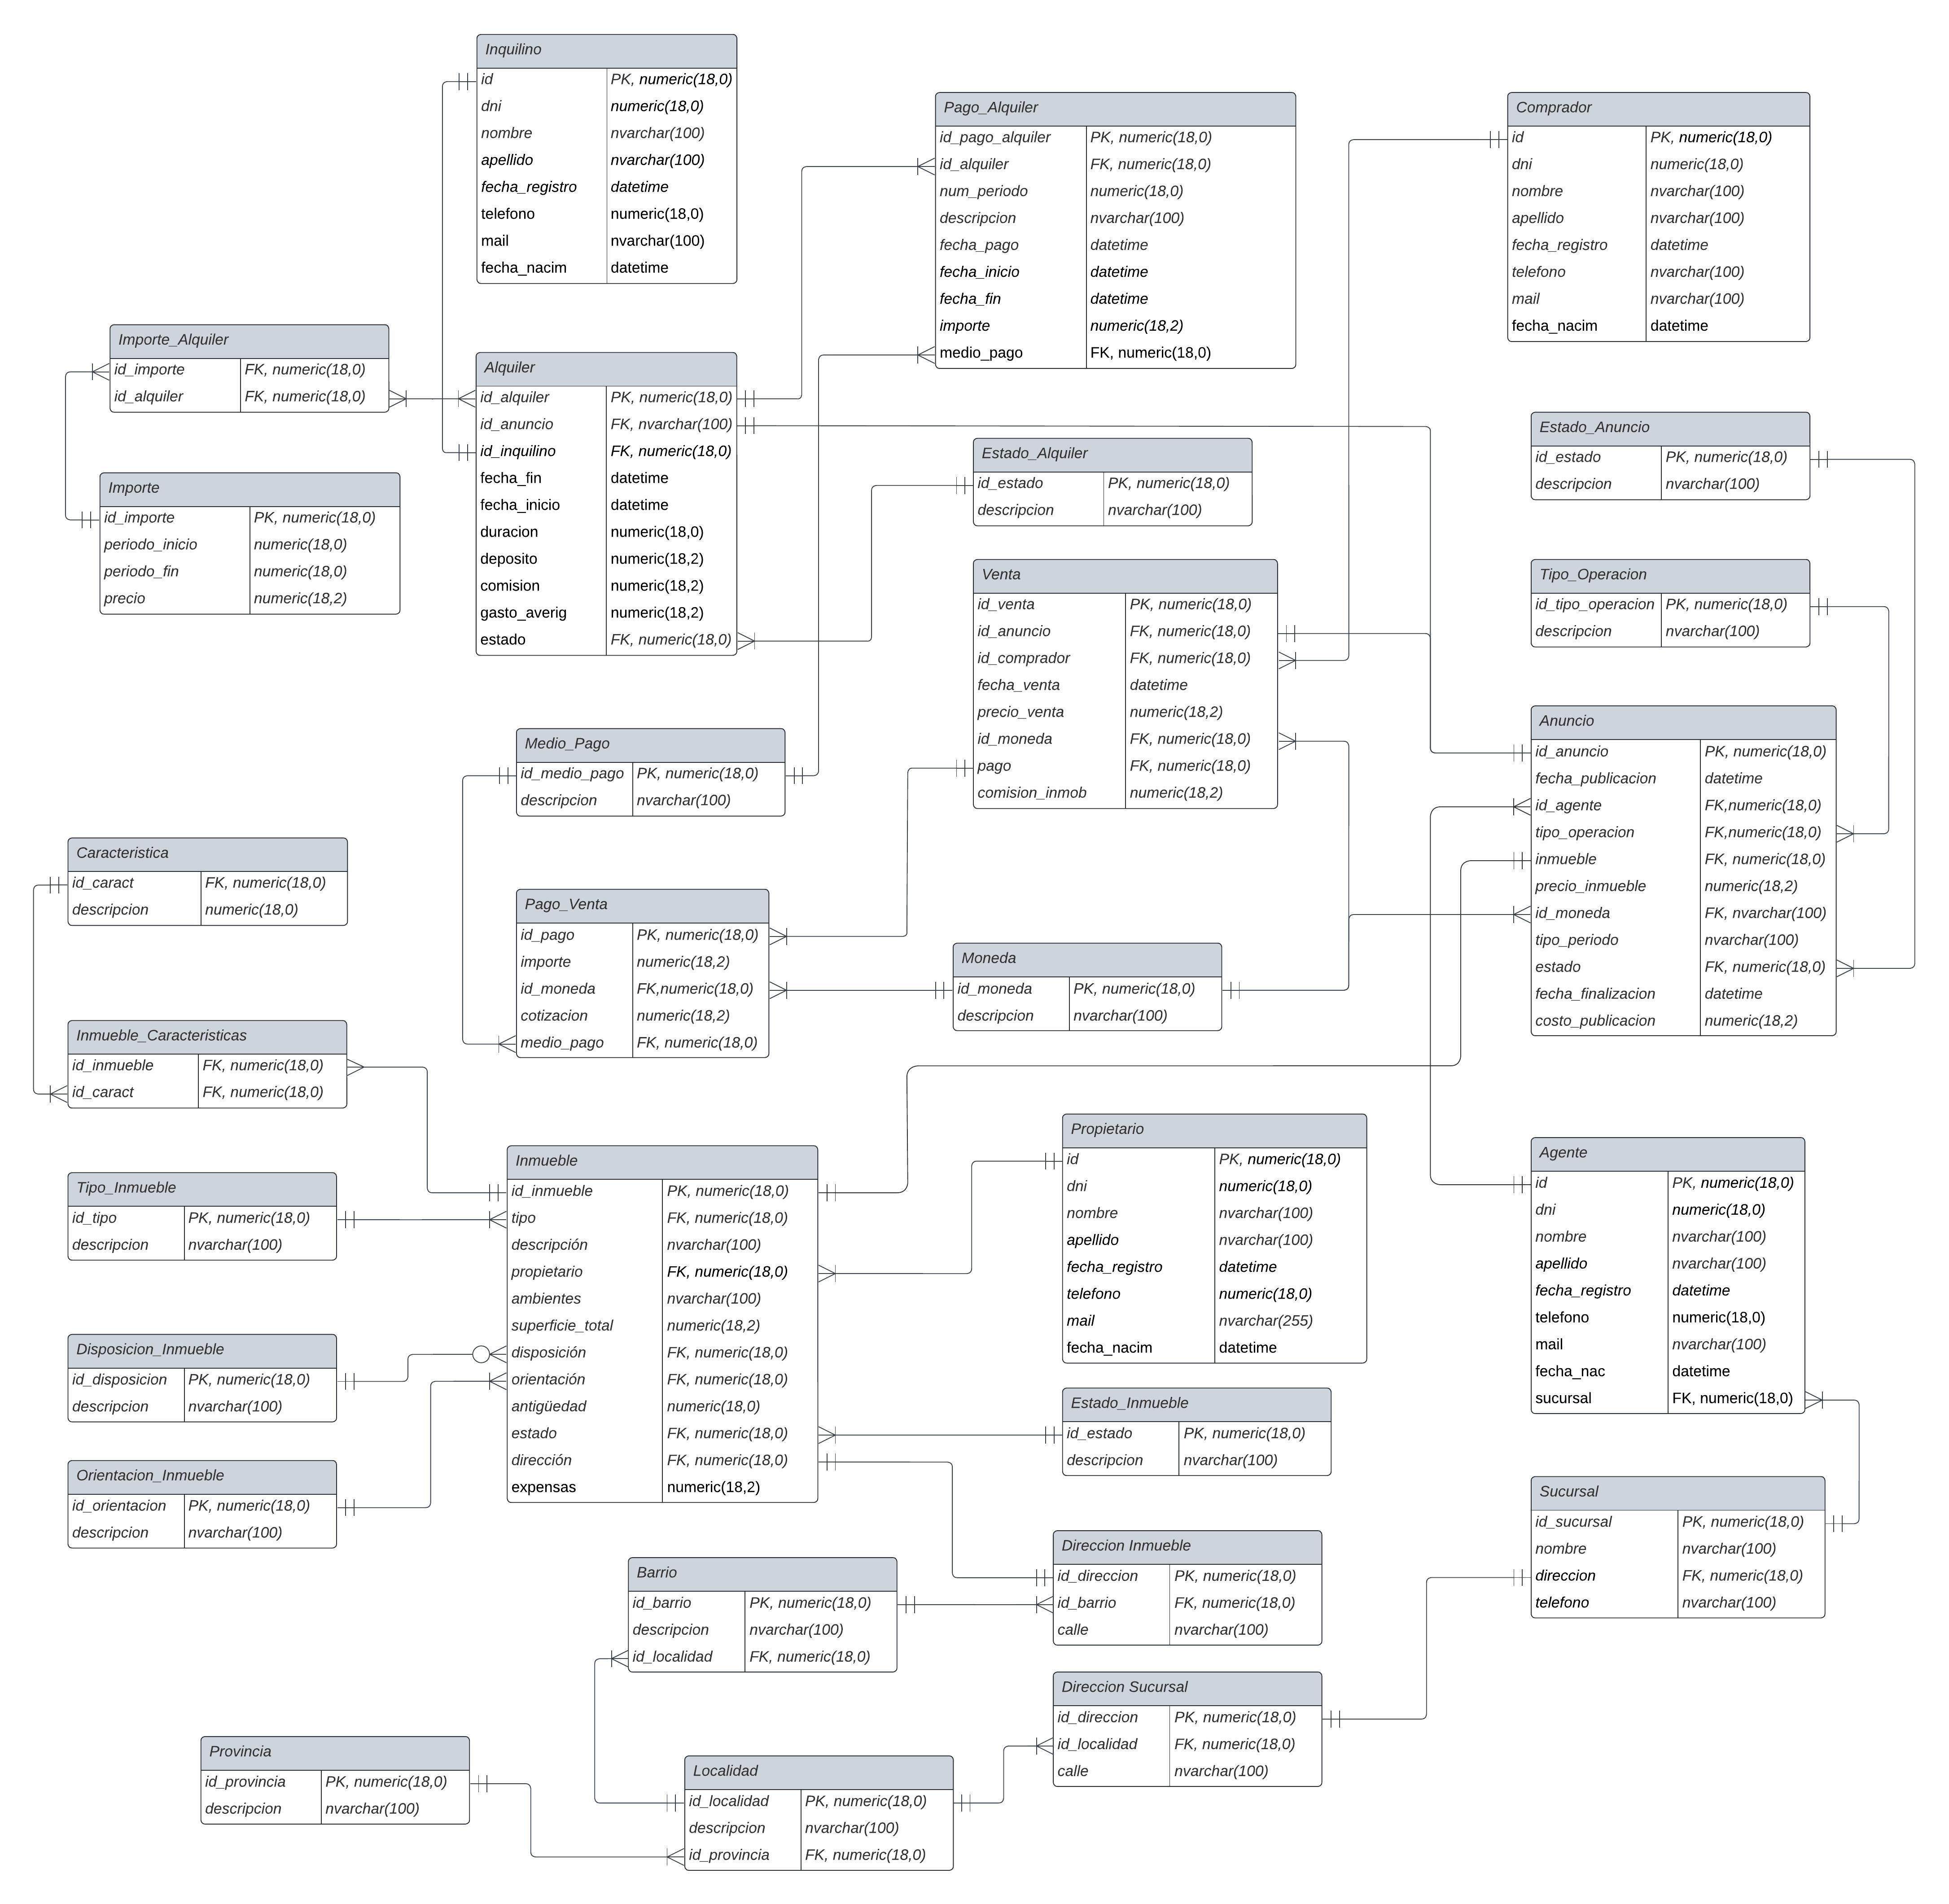 Inquilino
id PK, numeric(18,0)
dni numeric(18,0)
nombre nvarchar(100)
apellido nvarchar(100)
fecha_registro datetime
telefono numeric(18,0)
mail nvarchar(100)
fecha_nacim datetime
Pago_Alquiler
id_pago_alquiler PK, numeric(18,0)
id_alquiler FK, numeric(18,0)
num_periodo numeric(18,0)
descripcion nvarchar(100)
fecha_pago datetime
fecha_inicio datetime
fecha_fin datetime
importe numeric(18,2)
medio_pago FK, numeric(18,0)
Comprador
id PK, numeric(18,0)
dni numeric(18,0)
nombre nvarchar(100)
apellido nvarchar(100)
fecha_registro datetime
telefono nvarchar(100)
mail nvarchar(100)
fecha_nacim datetime
Importe_Alquiler
id_importe FK, numeric(18,0)
id_alquiler FK, numeric(18,0)
Alquiler
id_alquiler PK, numeric(18,0)
id_anuncio FK, nvarchar(100)
id_inquilino FK, numeric(18,0)
fecha_fin datetime
fecha_inicio datetime
duracion numeric(18,0)
deposito numeric(18,2)
comision numeric(18,2)
gasto_averig numeric(18,2)
estado FK, numeric(18,0)
Estado_Alquiler
id_estado PK, numeric(18,0)
descripcion nvarchar(100)
Estado_Anuncio
id_estado PK, numeric(18,0)
descripcion nvarchar(100)
Importe
id_importe PK, numeric(18,0)
periodo_inicio numeric(18,0)
periodo_fin numeric(18,0)
precio numeric(18,2)
Venta
id_venta PK, numeric(18,0)
id_anuncio FK, numeric(18,0)
id_comprador FK, numeric(18,0)
fecha_venta datetime
precio_venta numeric(18,2)
id_moneda FK, numeric(18,0)
pago FK, numeric(18,0)
comision_inmob numeric(18,2)
Tipo_Operacion
id_tipo_operacion PK, numeric(18,0)
descripcion nvarchar(100)
Anuncio
id_anuncio PK, numeric(18,0)
fecha_publicacion datetime
id_agente FK,numeric(18,0)
tipo_operacion FK,numeric(18,0)
inmueble FK, numeric(18,0)
precio_inmueble numeric(18,2)
id_moneda FK, nvarchar(100)
tipo_periodo nvarchar(100)
estado FK, numeric(18,0)
fecha_finalizacion datetime
costo_publicacion numeric(18,2)
Medio_Pago
id_medio_pago PK, numeric(18,0)
descripcion nvarchar(100)
Caracteristica
id_caract FK, numeric(18,0)
descripcion numeric(18,0)
Pago_Venta
id_pago PK, numeric(18,0)
importe numeric(18,2)
id_moneda FK,numeric(18,0)
cotizacion numeric(18,2)
medio_pago FK, numeric(18,0)
Moneda
id_moneda PK, numeric(18,0)
descripcion nvarchar(100)
Inmueble_Caracteristicas
id_inmueble FK, numeric(18,0)
id_caract FK, numeric(18,0)
Inmueble
id_inmueble PK, numeric(18,0)
tipo FK, numeric(18,0)
descripción nvarchar(100)
propietario FK, numeric(18,0)
ambientes nvarchar(100)
superficie_total numeric(18,2)
disposición FK, numeric(18,0)
orientación FK, numeric(18,0)
antigüedad numeric(18,0)
estado FK, numeric(18,0)
dirección FK, numeric(18,0)
expensas numeric(18,2)
Propietario
id PK, numeric(18,0)
dni numeric(18,0)
nombre nvarchar(100)
apellido nvarchar(100)
fecha_registro datetime
telefono numeric(18,0)
mail nvarchar(255)
fecha_nacim datetime
Agente
id PK, numeric(18,0)
dni numeric(18,0)
nombre nvarchar(100)
apellido nvarchar(100)
fecha_registro datetime
telefono numeric(18,0)
mail nvarchar(100)
fecha_nac datetime
sucursal FK, numeric(18,0)
Tipo_Inmueble
id_tipo PK, numeric(18,0)
descripcion nvarchar(100)
Disposicion_Inmueble
id_disposicion PK, numeric(18,0)
descripcion nvarchar(100)
Estado_Inmueble
id_estado PK, numeric(18,0)
descripcion nvarchar(100)
Orientacion_Inmueble
id_orientacion PK, numeric(18,0)
descripcion nvarchar(100)
Sucursal
id_sucursal PK, numeric(18,0)
nombre nvarchar(100)
direccion FK, numeric(18,0)
telefono nvarchar(100)
Barrio
id_barrio PK, numeric(18,0)
descripcion nvarchar(100)
id_localidad FK, numeric(18,0)
Direccion Inmueble
id_direccion PK, numeric(18,0)
id_barrio FK, numeric(18,0)
calle nvarchar(100)
Direccion Sucursal
id_direccion PK, numeric(18,0)
id_localidad FK, numeric(18,0)
calle nvarchar(100)
Provincia
id_provincia PK, numeric(18,0)
descripcion nvarchar(100)
Localidad
id_localidad PK, numeric(18,0)
descripcion nvarchar(100)
id_provincia FK, numeric(18,0)